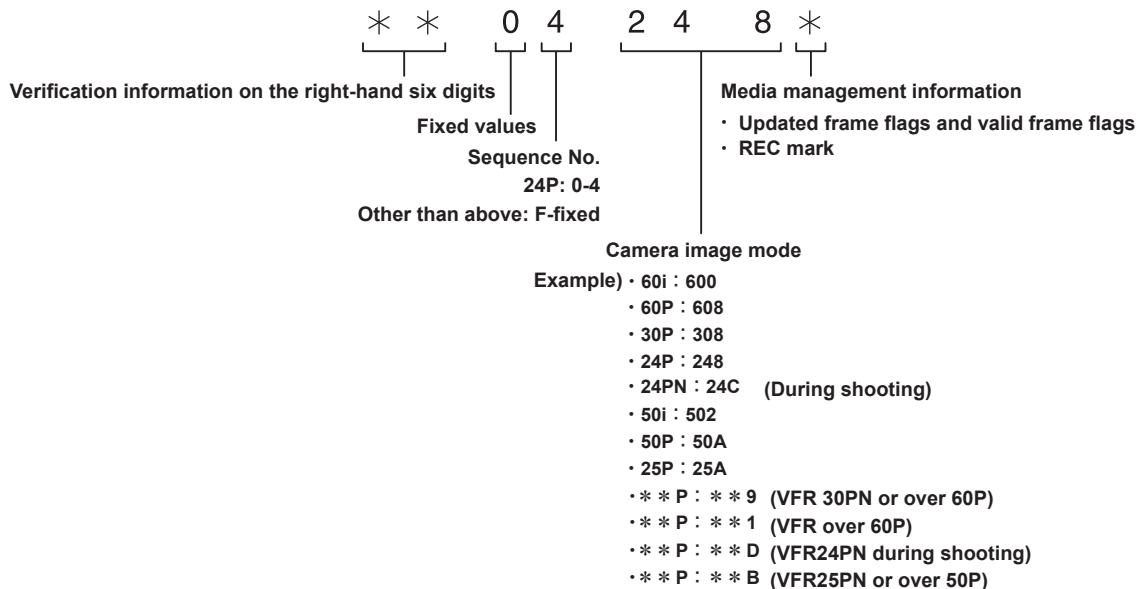 ＊ ＊ 0 4 2 4 8 ＊
Verification information on the right-hand six digits
Fixed values
Sequence No.
24P: 0-4
Other than above: F-fixed
Media management information
・ Updated frame flags and valid frame flags
・ REC mark
Camera image mode
Example)・60i：600
・60P：608
・30P：308
・24P：248
・24PN：24C (During shooting)
・50i：502
・50P：50A
・25P：25A
・＊＊P：＊＊9 (VFR 30PN or over 60P)
・＊＊P：＊＊1 (VFR over 60P)
・＊＊P：＊＊D (VFR24PN during shooting)
・＊＊P：＊＊B (VFR25PN or over 50P)